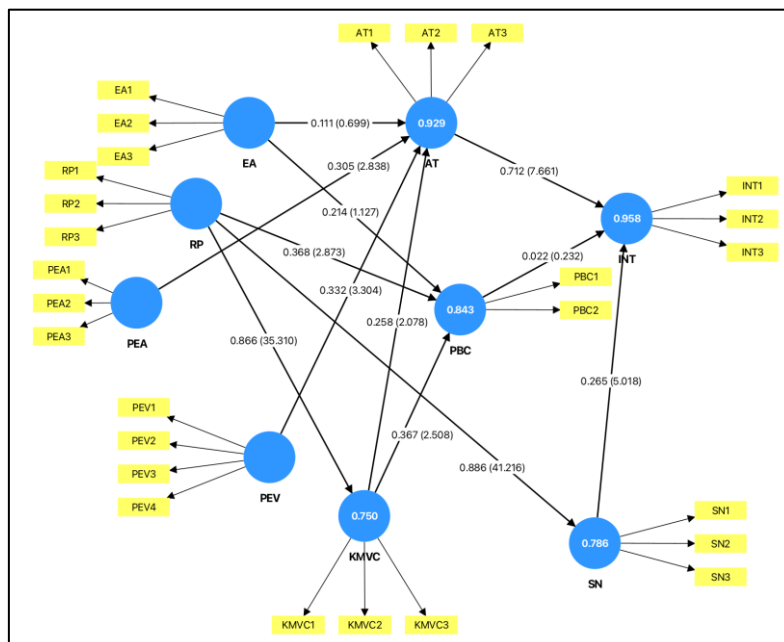 AT1 AT2 AT3
EA1
EA2
EA3
EA
0.111 (0.699)
0.929
AT
0.305 (2.838)
0.712 (7.661)
RP1
RP2
RP3
RP
0.214 (1.127)
INT1
INT2
INT3
0.958
INT
0.368 (2.873)
0.022 (0.232)
PEA1
PEA2
PEA3
PEA
0.332 (3.304)
PBC1
PBC2
0.843
PBC
0.866 (35.310)
0.258 (2.078)
0.265 (5.018)
0.367 (2.508)
PEV1
PEV2
PEV3
PEV4
PEV
0.886 (41.216)
0.750
KMVC
SN1
SN2
SN3
0.786
SN
KMVC1 KMVC2 KMVC3